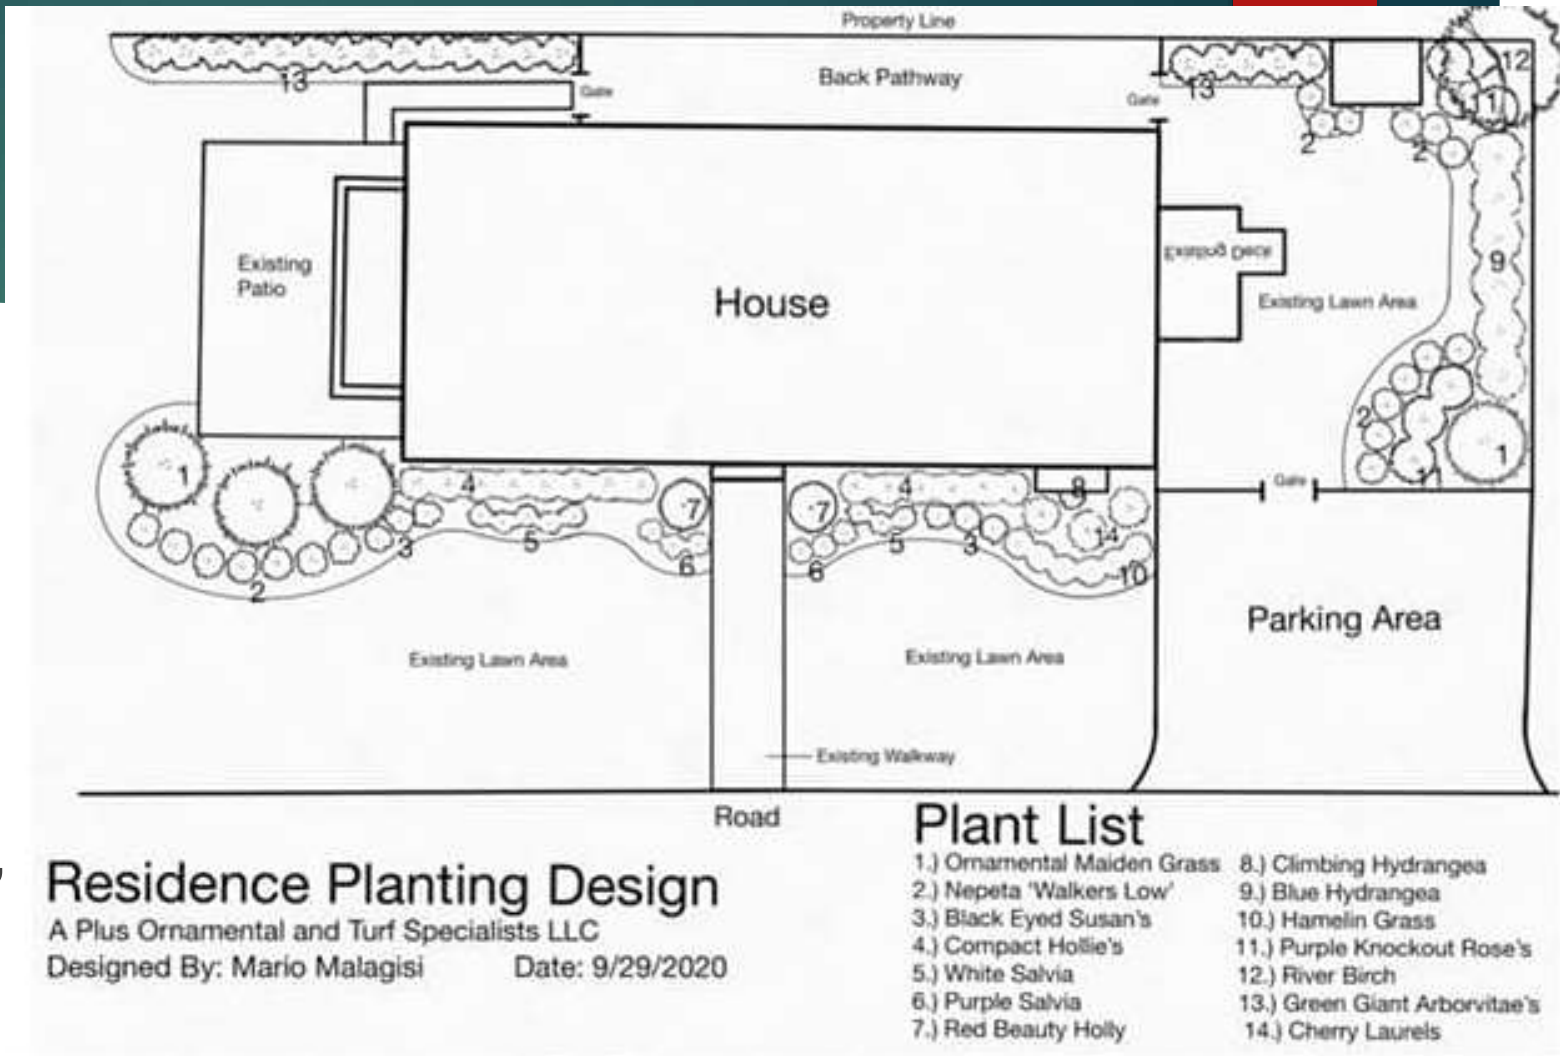 Property Line
13
Gate
Back Pathway
Gate
13
2
2
12
1
Existing
Patio
House
Existing Deck
Existing Lawn Area
9
2
1
1
1
4
7
3
5
6
2
7
4
8
14
5
3
6
10
Gate
Parking Area
Existing Lawn Area
Existing Lawn Area
Existing Walkway
Road
Plant List
1.) Ornamental Maiden Grass
2.) Nepeta 'Walkers Low'
3.) Black Eyed Susan's
4.) Compact Hollie's
5.) White Salvia
6.) Purple Salvia
7.) Red Beauty Holly
8.) Climbing Hydrangea
9.) Blue Hydrangea
10.) Hamelin Grass
11.) Purple Knockout Rose's
12.) River Birch
13.) Green Giant Arborvitae's
14.) Cherry Laurels
Residence Planting Design
A Plus Ornamental and Turf Specialists LLC
Designed By: Mario Malagisi Date: 9/29/2020